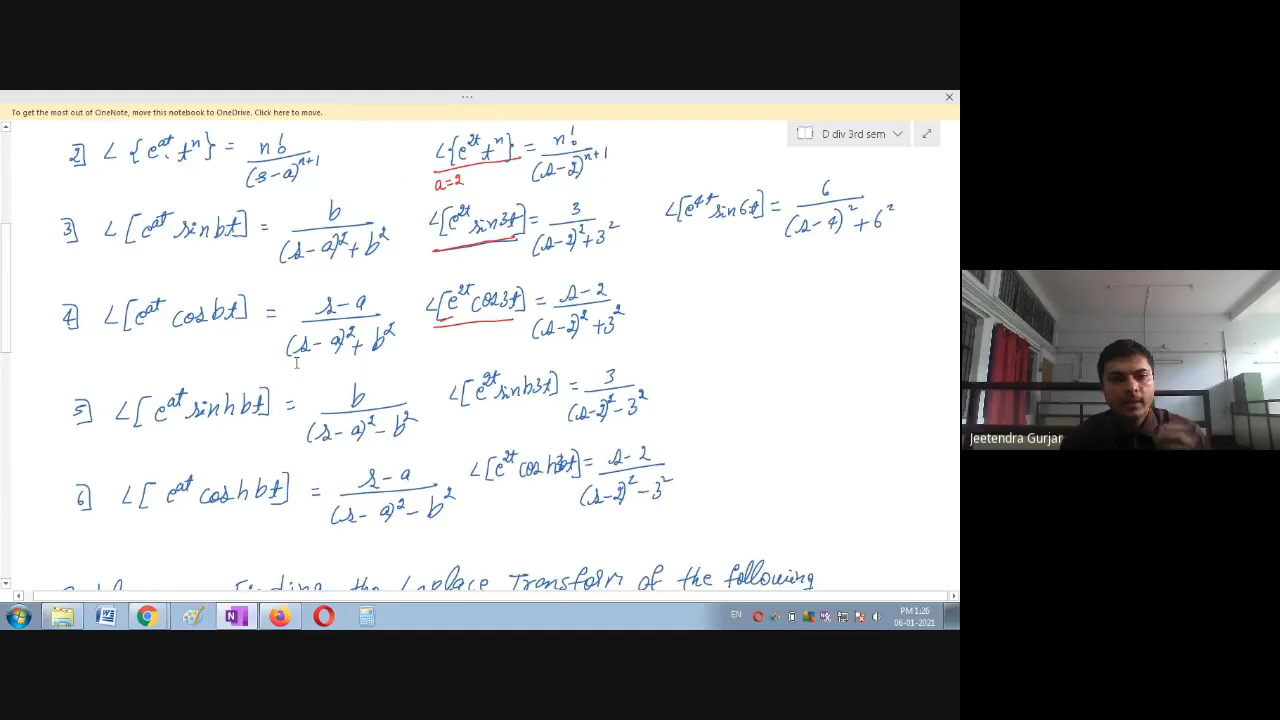 To get the most out of OneNote, move this notebook to OneDrive. Click here to move.
D div 3rd sem
2] L {e^{at} . t^n} = n! / (s-a)^{n+1}
L{e^{2t} t^n} = n! / (s-2)^{n+1}
a=2
3] L[e^{at} sin bt] = b / (s-a)^2 + b^2
L[e^{2t} sin3t] = 3 / (s-2)^2 + 3^2
L[e^{4t} sin6t] = 6 / (s-4)^2 + 6^2
4] L[e^{at} cos bt] = s-a / (s-a)^2 + b^2
L[e^{2t} cos3t] = s-2 / (s-2)^2 + 3^2
5] L[e^{at} sinh bt] = b / (s-a)^2 - b^2
L[e^{2t} sinh3t] = 3 / (s-2)^2 - 3^2
6] L[e^{at} cosh bt] = s-a / (s-a)^2 - b^2
L[e^{2t} cosh3t] = s-2 / (s-2)^2 - 3^2
Finding the Laplace Transform of the following
Jeetendra Gurjar
EN
PM 1:26
06-01-2021